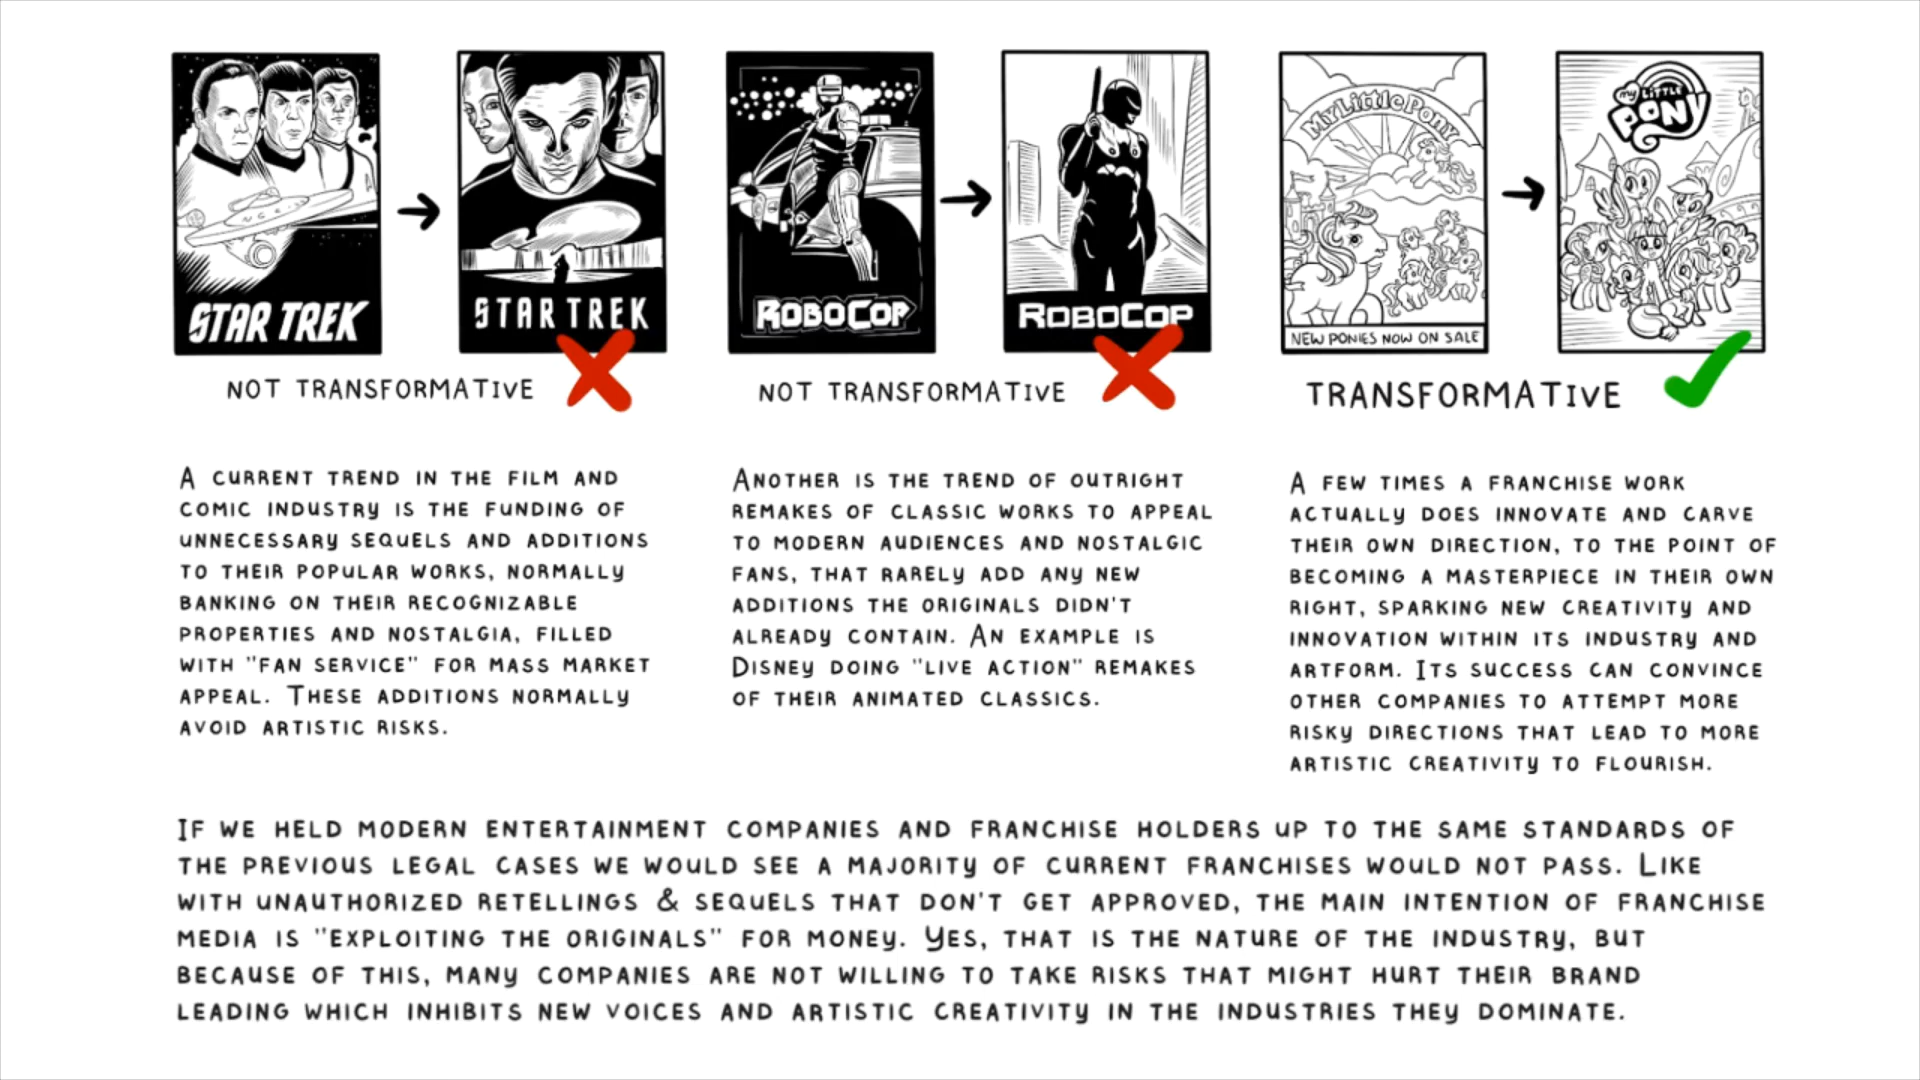 STAR TREK
STAR TREK
ROBOCOP
ROBOCOP
My Little Pony
NEW PONIES NOW ON SALE
my LITTLE
PONY
NOT TRANSFORMATIVE
NOT TRANSFORMATIVE
TRANSFORMATIVE
A CURRENT TREND IN THE FILM AND
COMIC INDUSTRY IS THE FUNDING OF
UNNECESSARY SEQUELS AND ADDITIONS
TO THEIR POPULAR WORKS, NORMALLY
BANKING ON THEIR RECOGNIZABLE
PROPERTIES AND NOSTALGIA, FILLED
WITH "FAN SERVICE" FOR MASS MARKET
APPEAL. THESE ADDITIONS NORMALLY
AVOID ARTISTIC RISKS.
ANOTHER IS THE TREND OF OUTRIGHT
REMAKES OF CLASSIC WORKS TO APPEAL
TO MODERN AUDIENCES AND NOSTALGIC
FANS, THAT RARELY ADD ANY NEW
ADDITIONS THE ORIGINALS DIDN'T
ALREADY CONTAIN. AN EXAMPLE IS
DISNEY DOING "LIVE ACTION" REMAKES
OF THEIR ANIMATED CLASSICS.
A FEW TIMES A FRANCHISE WORK
ACTUALLY DOES INNOVATE AND CARVE
THEIR OWN DIRECTION, TO THE POINT OF
BECOMING A MASTERPIECE IN THEIR OWN
RIGHT, SPARKING NEW CREATIVITY AND
INNOVATION WITHIN ITS INDUSTRY AND
ARTFORM. ITS SUCCESS CAN CONVINCE
OTHER COMPANIES TO ATTEMPT MORE
RISKY DIRECTIONS THAT LEAD TO MORE
ARTISTIC CREATIVITY TO FLOURISH.
IF WE HELD MODERN ENTERTAINMENT COMPANIES AND FRANCHISE HOLDERS UP TO THE SAME STANDARDS OF
THE PREVIOUS LEGAL CASES WE WOULD SEE A MAJORITY OF CURRENT FRANCHISES WOULD NOT PASS. LIKE
WITH UNAUTHORIZED RETELLINGS & SEQUELS THAT DON'T GET APPROVED, THE MAIN INTENTION OF FRANCHISE
MEDIA IS "EXPLOITING THE ORIGINALS" FOR MONEY. YES, THAT IS THE NATURE OF THE INDUSTRY, BUT
BECAUSE OF THIS, MANY COMPANIES ARE NOT WILLING TO TAKE RISKS THAT MIGHT HURT THEIR BRAND
LEADING WHICH INHIBITS NEW VOICES AND ARTISTIC CREATIVITY IN THE INDUSTRIES THEY DOMINATE.